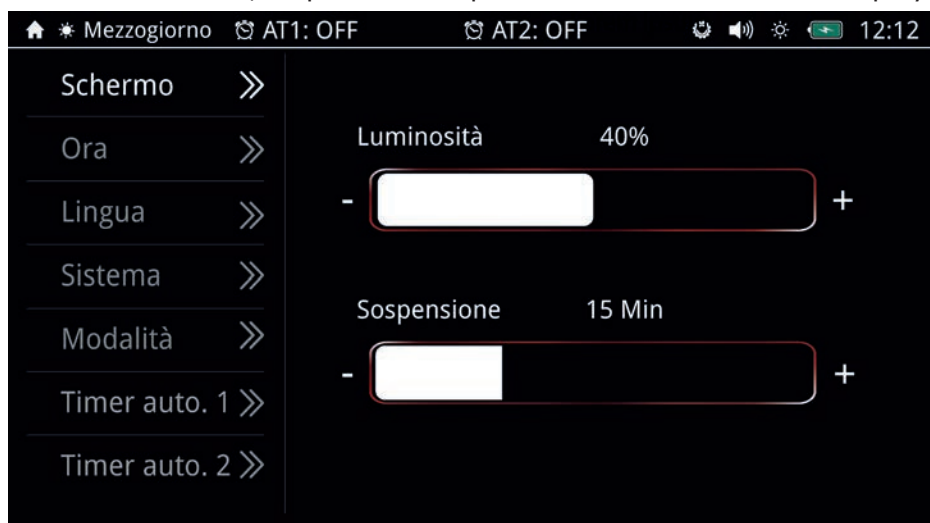 Mezzogiorno AT1: OFF AT2: OFF 12:12
Schermo
Ora
Lingua
Sistema
Modalità
Timer auto. 1
Timer auto. 2
Luminosità 40%
- +
Sospensione 15 Min
- +